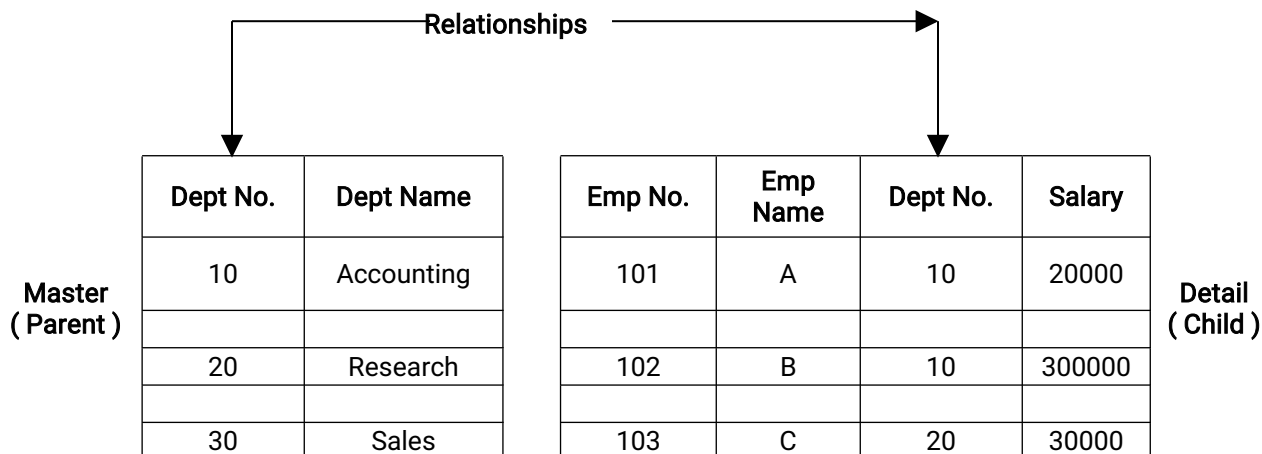 Relationships
Dept No. Dept Name Emp No. Emp Name Dept No. Salary
Master
( Parent )
10 Accounting 101 A 10 20000
Detail
( Child )
20 Research 102 B 10 300000
30 Sales 103 C 20 30000